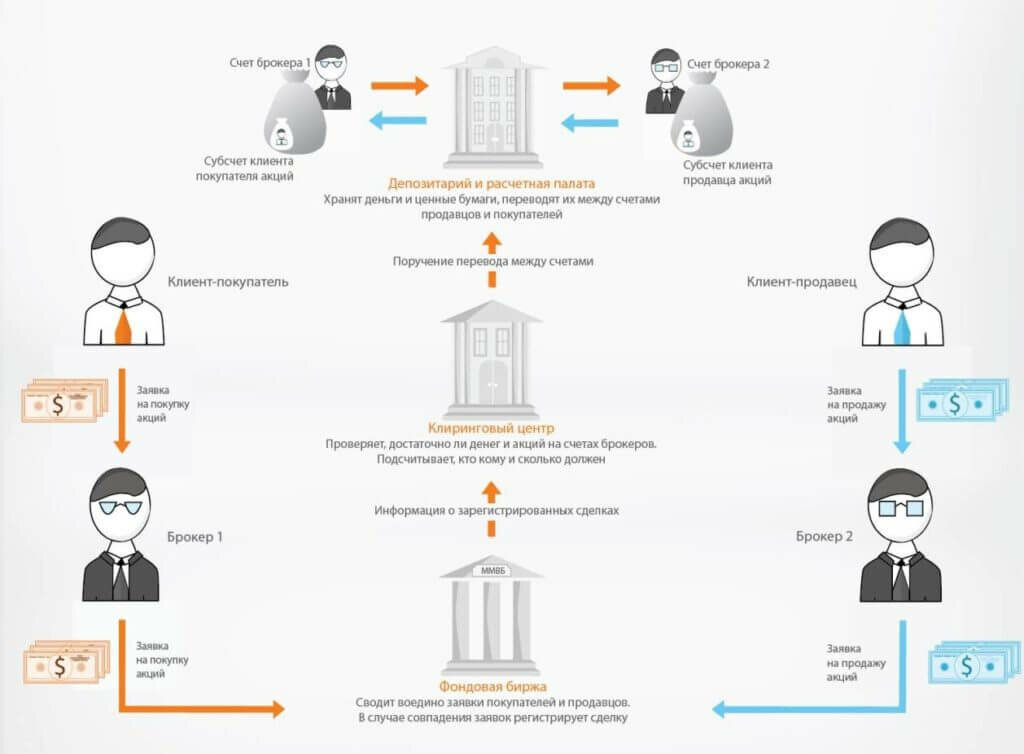 Счет брокера 1
Счет брокера 2
Субсчет клиента
покупателя акций
Субсчет клиента
продавца акций
Депозитарий и расчетная палата
Хранят деньги и ценные бумаги, переводят их между счетами
продавцов и покупателей
Поручение перевода между счетами
Клиент-покупатель
Клиент-продавец
$
Заявка
на покупку
акций
Заявка
на продажу
акций
$
Клиринговый центр
Проверяет, достаточно ли денег и акций на счетах брокеров.
Подсчитывает, кто кому и сколько должен
Информация о зарегистрированных сделках
Брокер 1
Брокер 2
ММВБ
$
Заявка
на покупку
акций
Заявка
на продажу
акций
$
Фондовая биржа
Сводит воедино заявки покупателей и продавцов.
В случае совпадения заявок регистрирует сделку